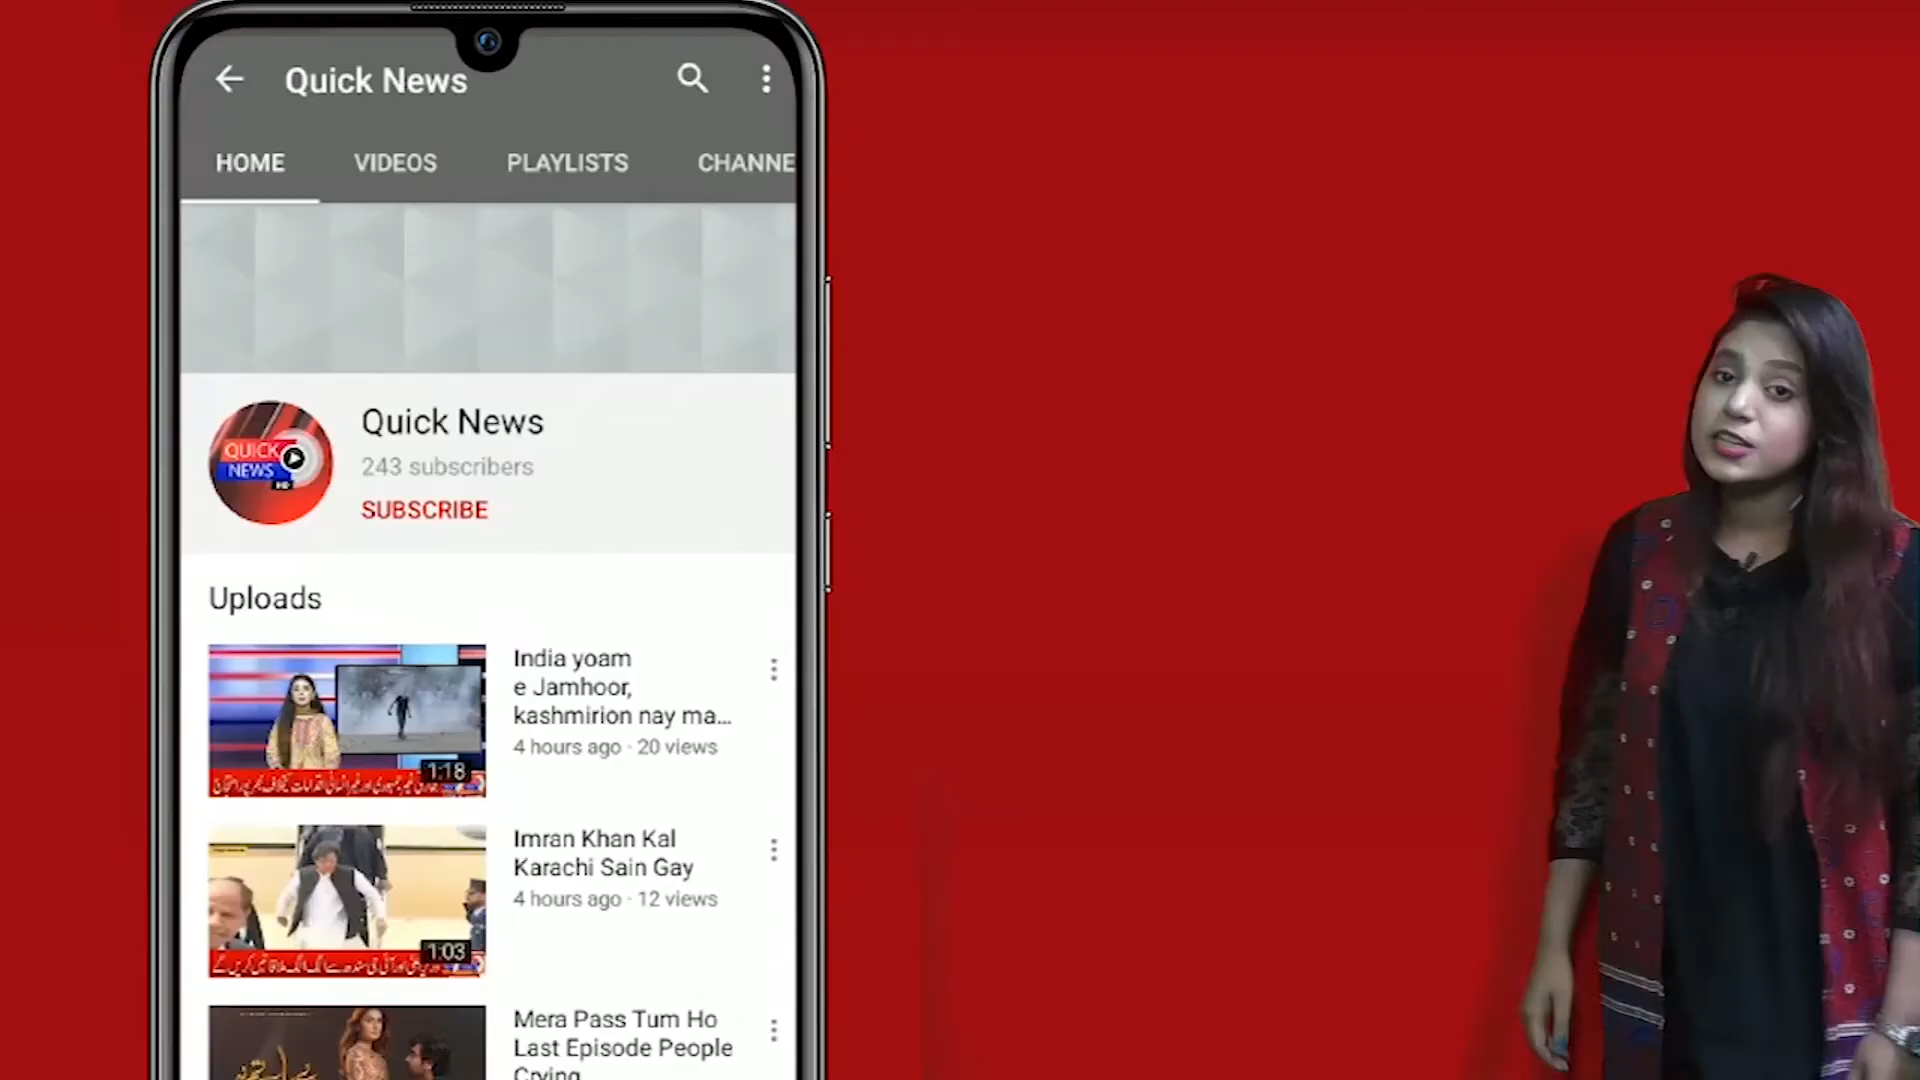 Quick News
HOME VIDEOS PLAYLISTS CHANNE
QUICK
NEWS
HD
Quick News
243 subscribers
SUBSCRIBE
Uploads
India yoam
e Jamhoor,
kashmirion nay ma...
4 hours ago · 20 views
1:18
Imran Khan Kal
Karachi Sain Gay
4 hours ago · 12 views
1:03
Mera Pass Tum Ho
Last Episode People
Crying